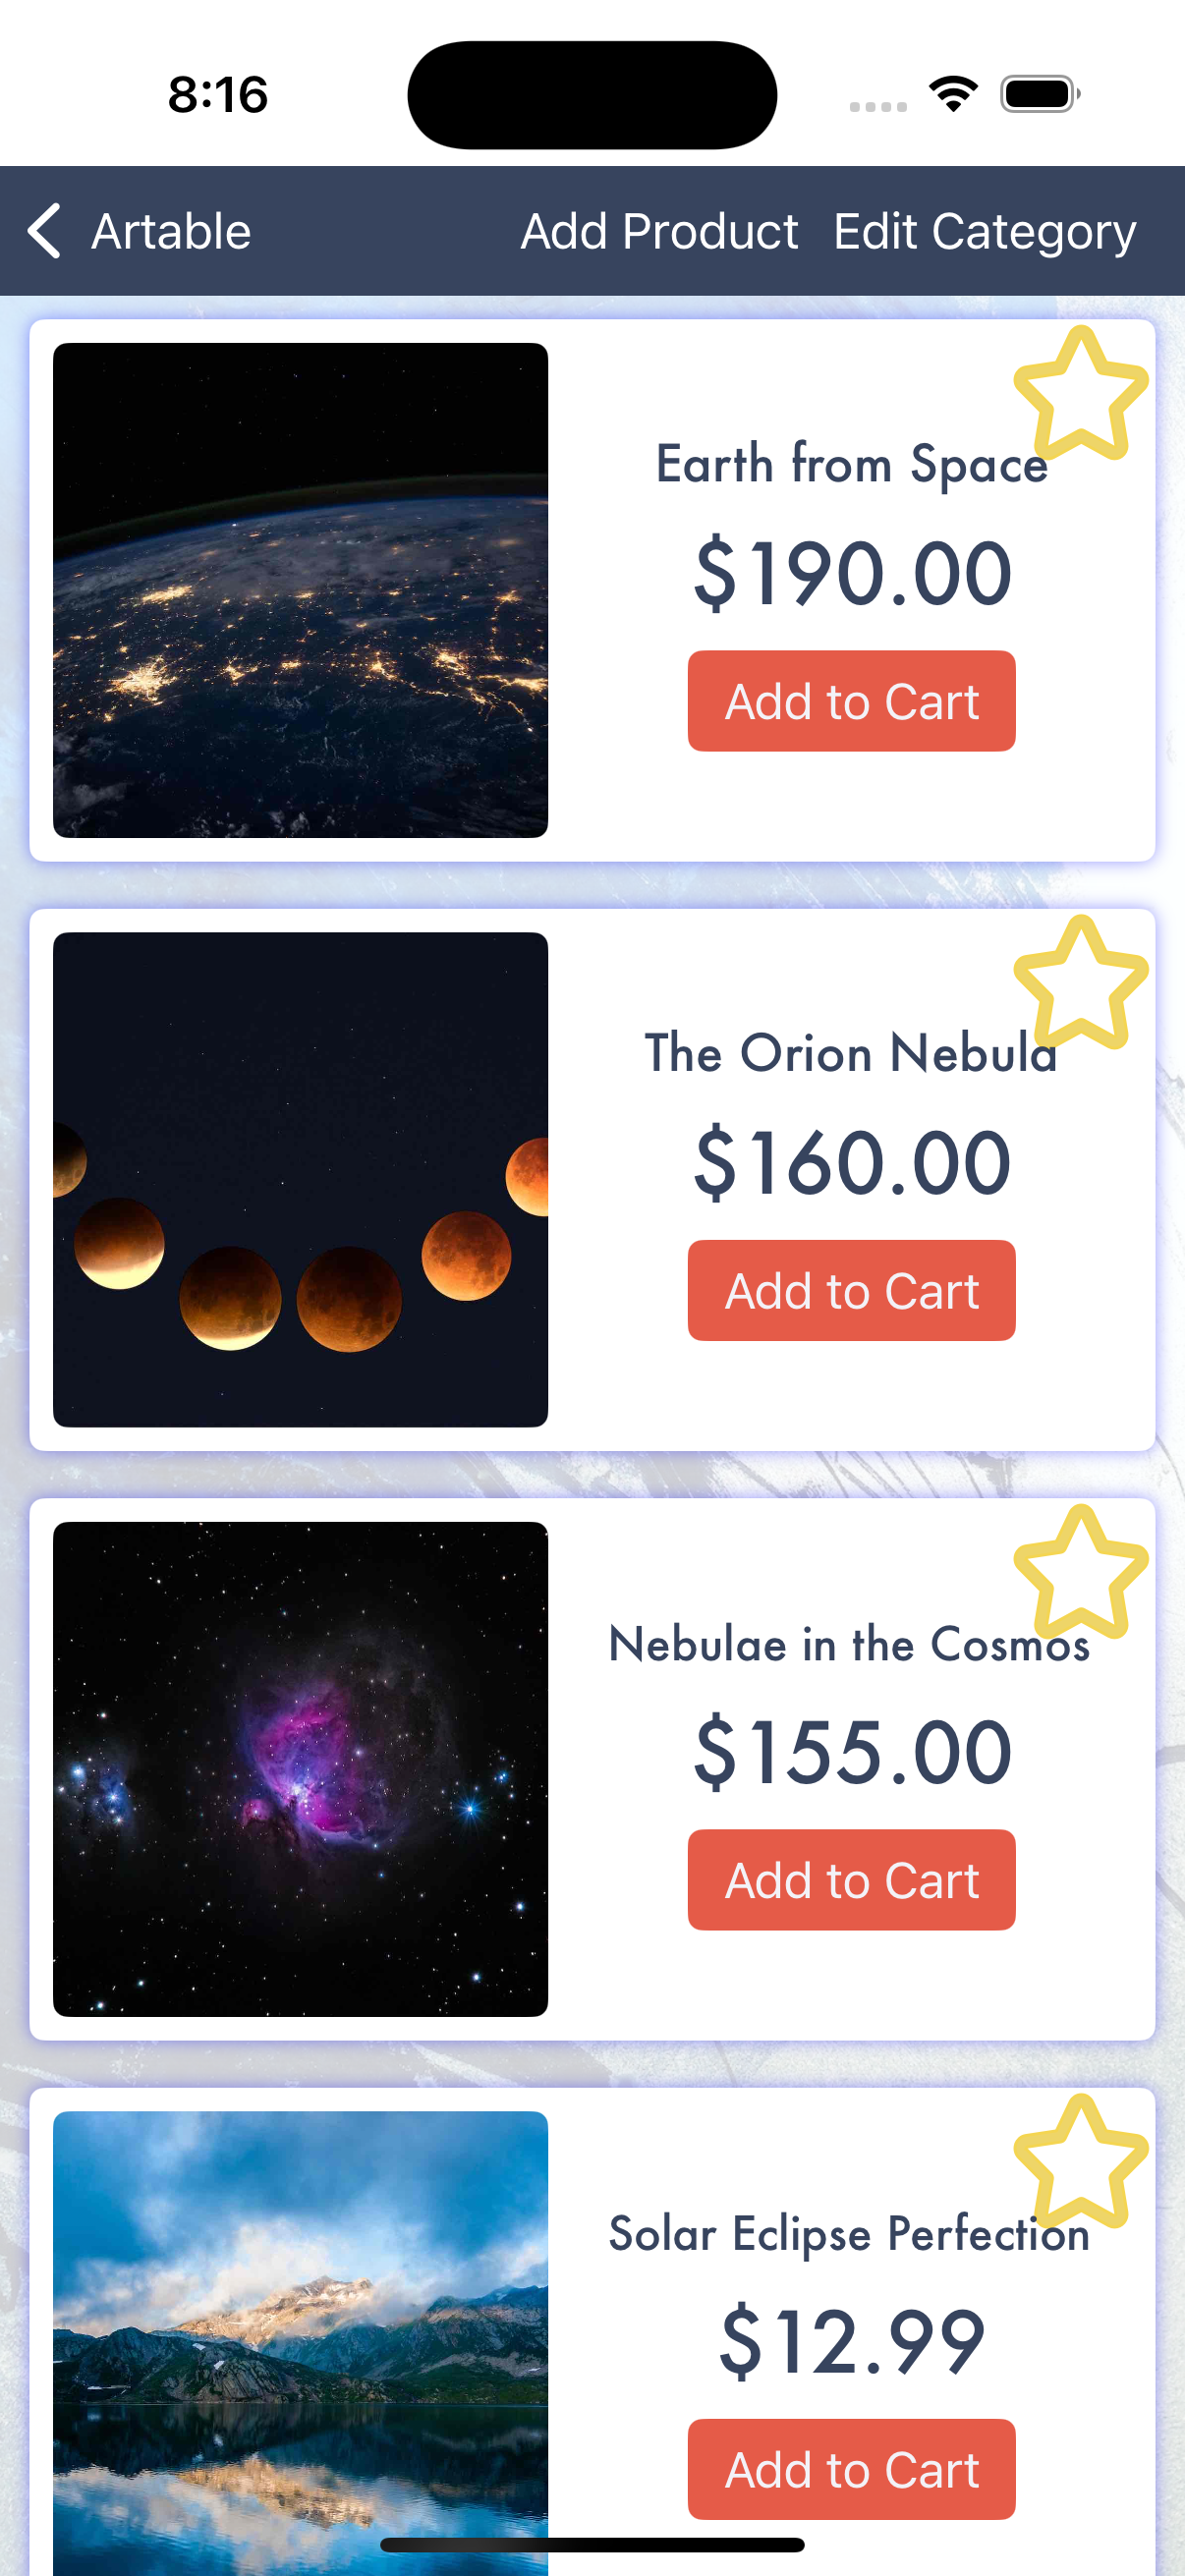 8:16
Artable Add Product Edit Category
Earth from Space
$190.00
Add to Cart
The Orion Nebula
$160.00
Add to Cart
Nebulae in the Cosmos
$155.00
Add to Cart
Solar Eclipse Perfection
$12.99
Add to Cart